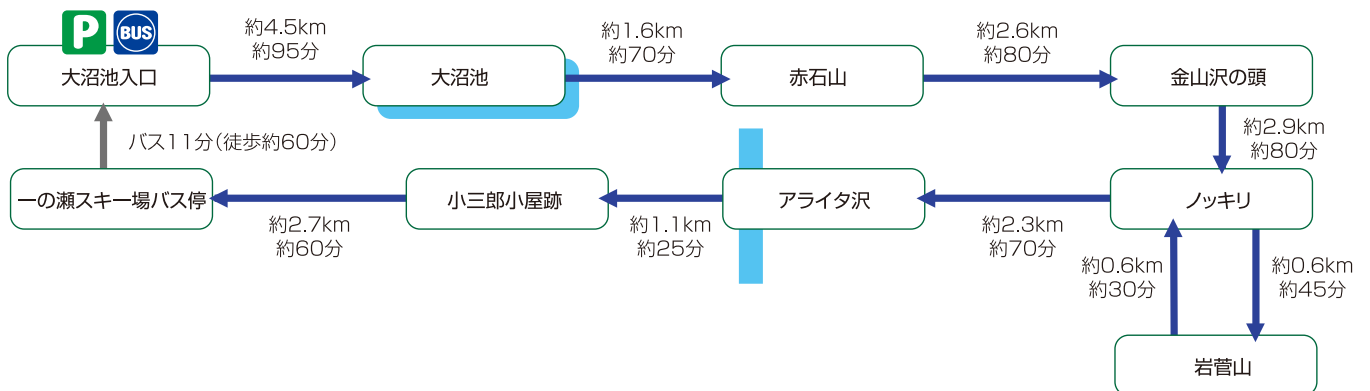 P
BUS
大沼池入口
約4.5km
約95分
大沼池
約1.6km
約70分
赤石山
約2.6km
約80分
金山沢の頭
約2.9km
約80分
バス11分(徒歩約60分)
一の瀬スキー場バス停
約2.7km
約60分
小三郎小屋跡
約1.1km
約25分
アライタ沢
約2.3km
約70分
ノッキリ
約0.6km
約30分
約0.6km
約45分
岩菅山